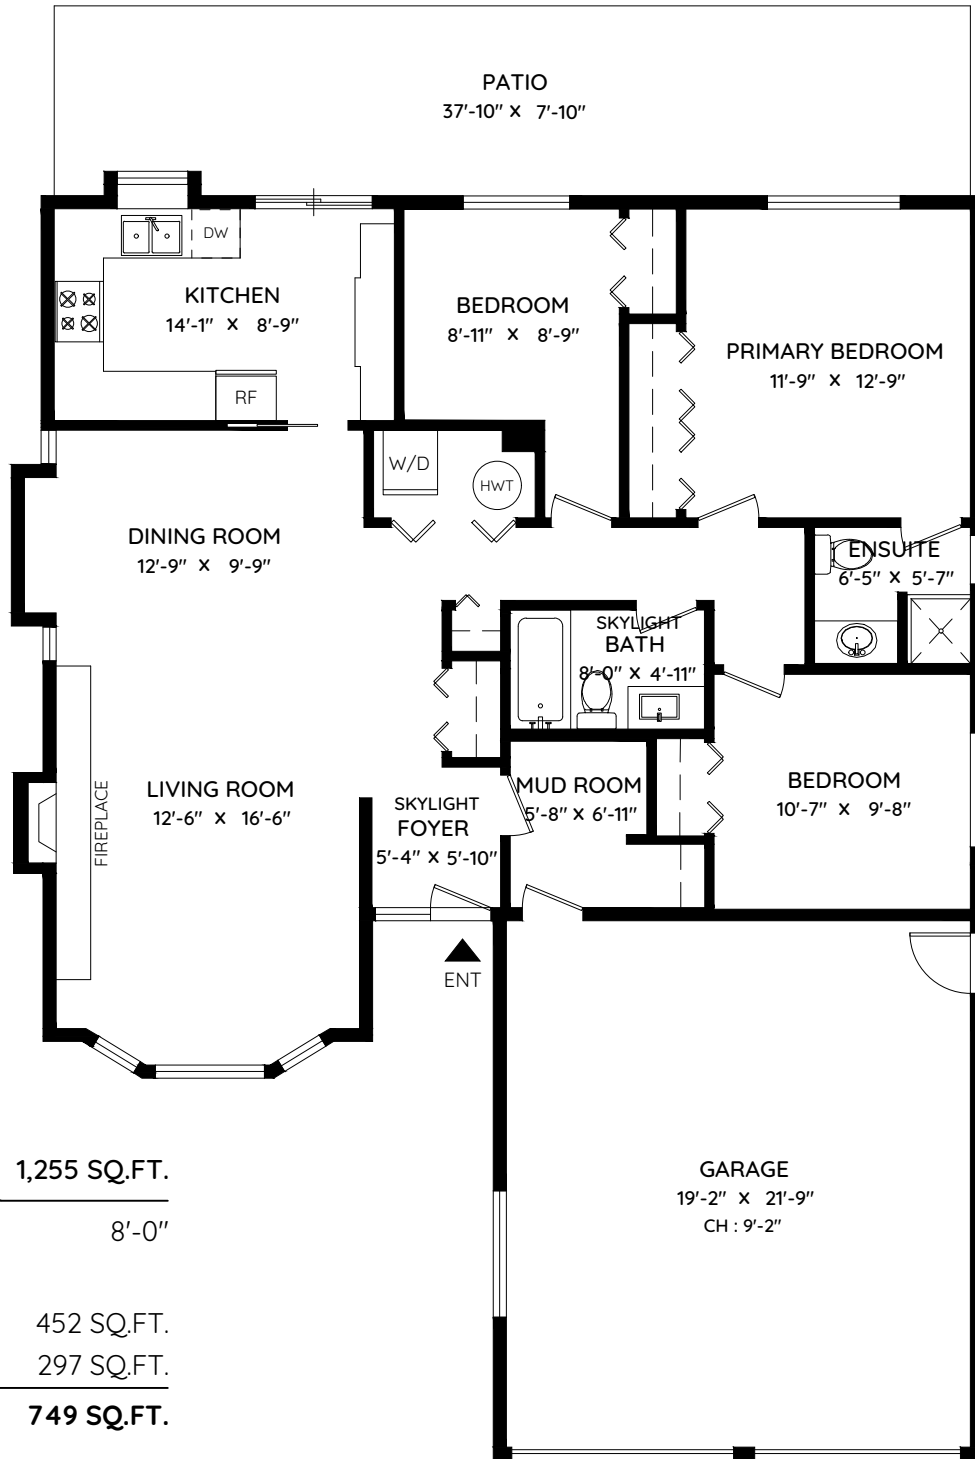 PATIO
37'-10" X 7'-10"
DW
KITCHEN
14'-1" X 8'-9"
RF
BEDROOM
8'-11" X 8'-9"
PRIMARY BEDROOM
11'-9" X 12'-9"
W/D
HWT
DINING ROOM
12'-9" X 9'-9"
ENSUITE
6'-5" X 5'-7"
SKYLIGHT
BATH
8'-0" X 4'-11"
LIVING ROOM
12'-6" X 16'-6"
FIREPLACE
SKYLIGHT
FOYER
5'-4" X 5'-10"
MUD ROOM
5'-8" X 6'-11"
BEDROOM
10'-7" X 9'-8"
ENT
GARAGE
19'-2" X 21'-9"
CH : 9'-2"
1,255 SQ.FT.
8'-0"
452 SQ.FT.
297 SQ.FT.
749 SQ.FT.